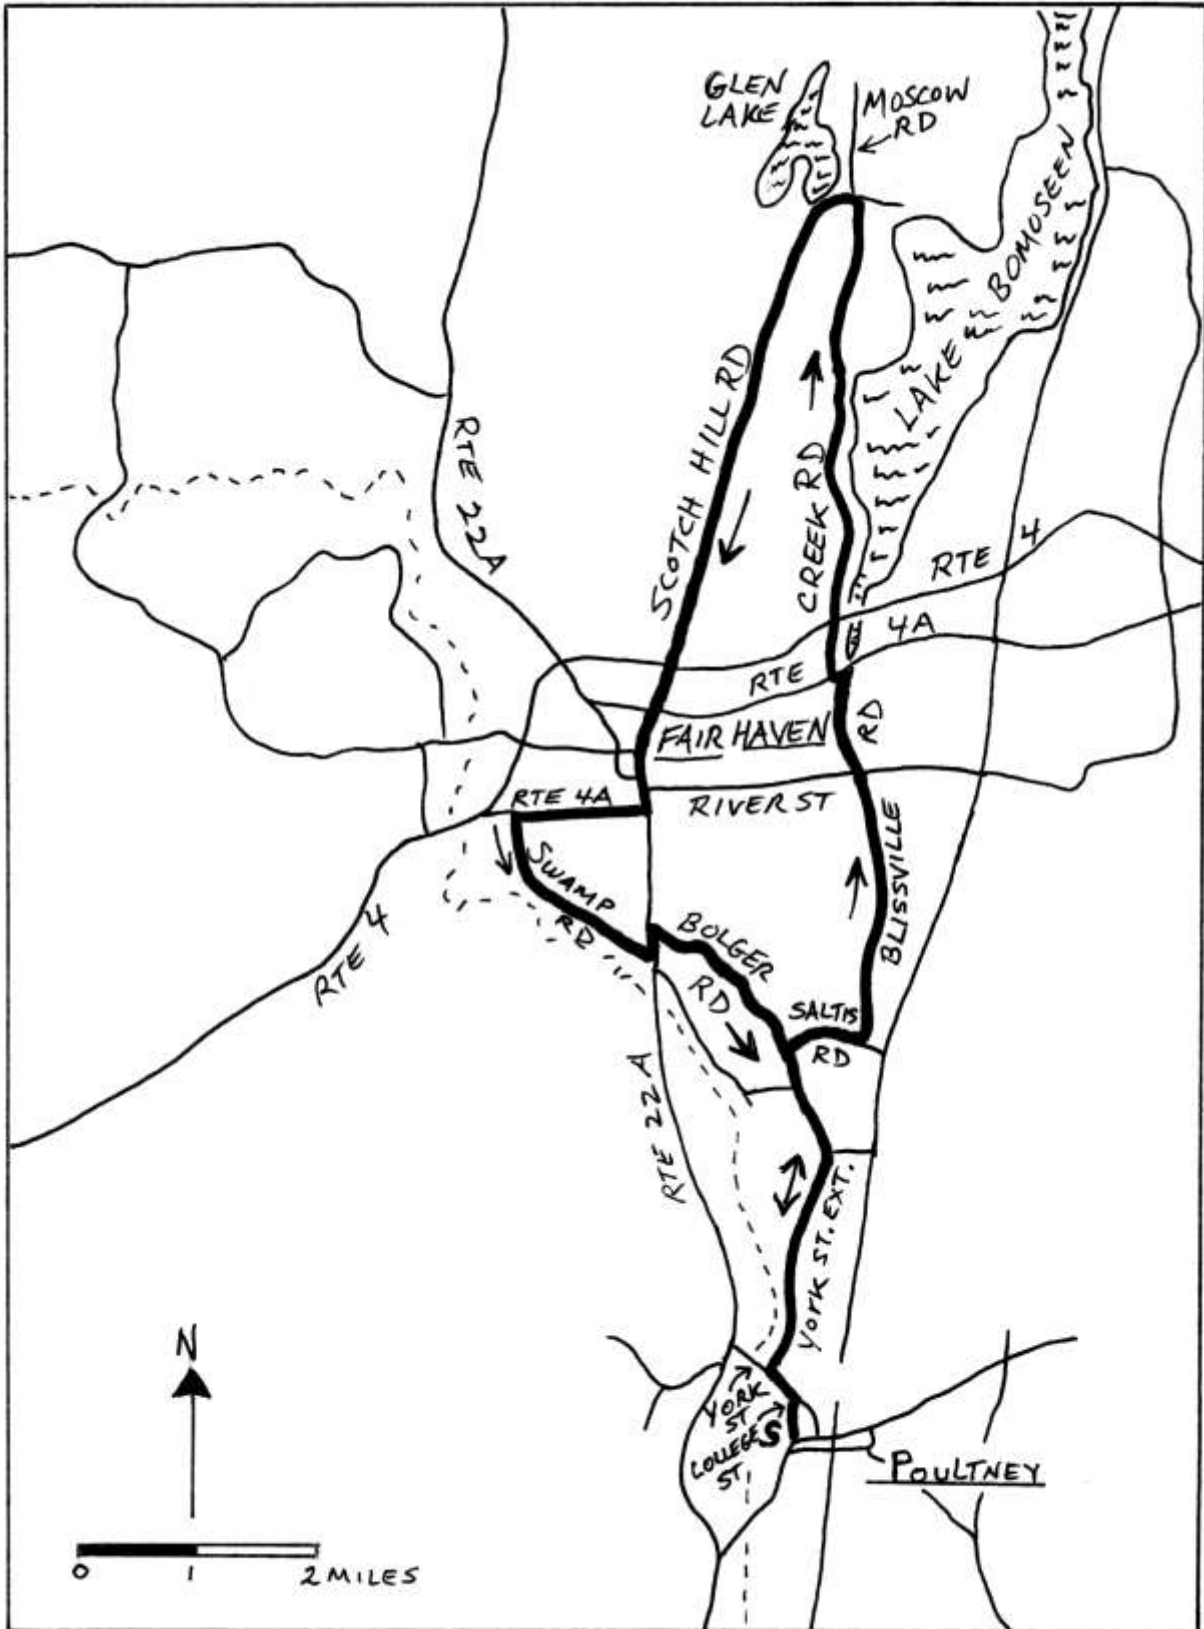 GLEN
LAKE
MOSCOW
RD
LAKE BOMOSEEN
RTE 22A
SCOTCH HILL RD
CREEK RD
RTE 4
RTE 4A
FAIR HAVEN
RD
RTE 4A
RIVER ST
BLISSVILLE
SWAMP
RD
BOLGER
RD
RTE 4
SALTIS
RD
RTE 22A
YORK ST. EXT.
N
YORK
ST
COLLEGE
ST
S
POULTNEY
0 1 2 MILES